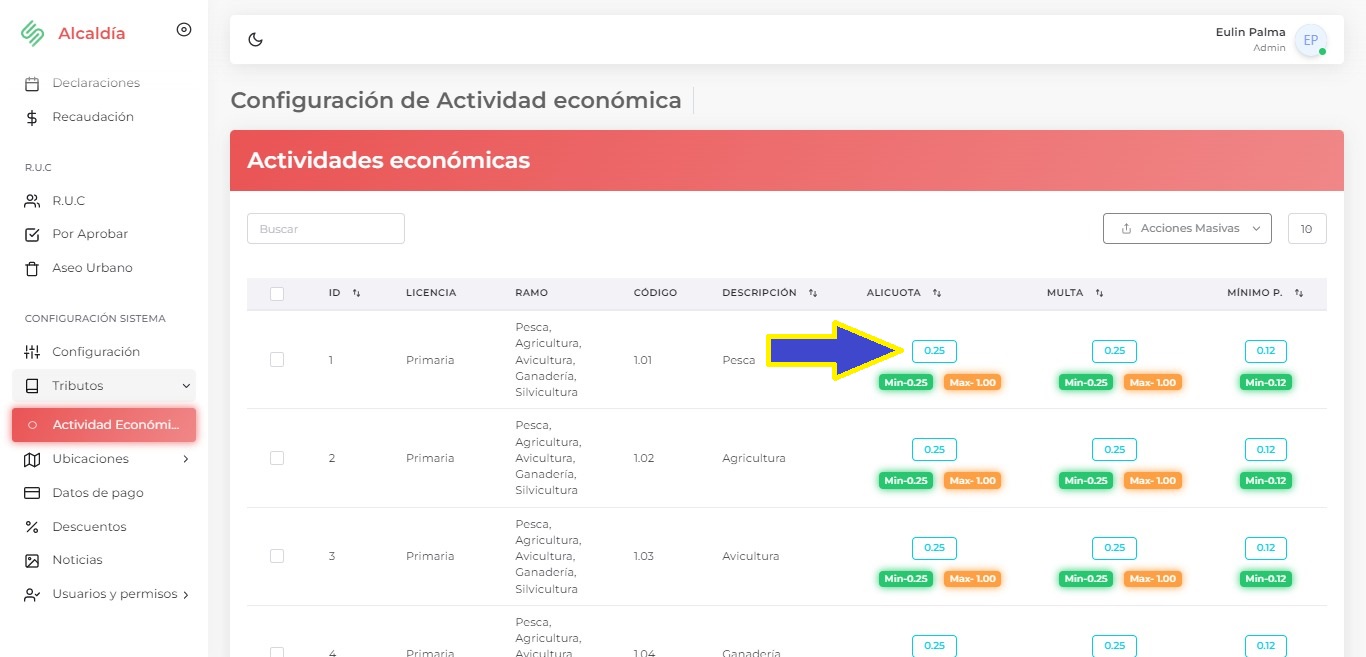 Alcaldía
Declaraciones
Recaudación
R.U.C
R.U.C
Por Aprobar
Aseo Urbano
CONFIGURACIÓN SISTEMA
Configuración
Tributos
Actividad Económi...
Ubicaciones
Datos de pago
Descuentos
Noticias
Usuarios y permisos
Eulin Palma
Admin
EP
Configuración de Actividad económica
Actividades económicas
Buscar
Acciones Masivas
10
ID LICENCIA RAMO CÓDIGO DESCRIPCIÓN ALICUOTA MULTA MÍNIMO P.
1 Primaria
Pesca,
Agricultura,
Avicultura,
Ganadería,
Silvicultura
1.01 Pesca
0.25 0.25 0.12
Min-0.25 Max- 1.00 Min-0.25 Max- 1.00 Min-0.12
2 Primaria
Pesca,
Agricultura,
Avicultura,
Ganadería,
Silvicultura
1.02 Agricultura
0.25 0.25 0.12
Min-0.25 Max- 1.00 Min-0.25 Max- 1.00 Min-0.12
3 Primaria
Pesca,
Agricultura,
Avicultura,
Ganadería,
Silvicultura
1.03 Avicultura
0.25 0.25 0.12
Min-0.25 Max- 1.00 Min-0.25 Max- 1.00 Min-0.12
4 Primaria
Pesca,
Agricultura,
Avicultura
1.04 Ganadería
0.25 0.25 0.12